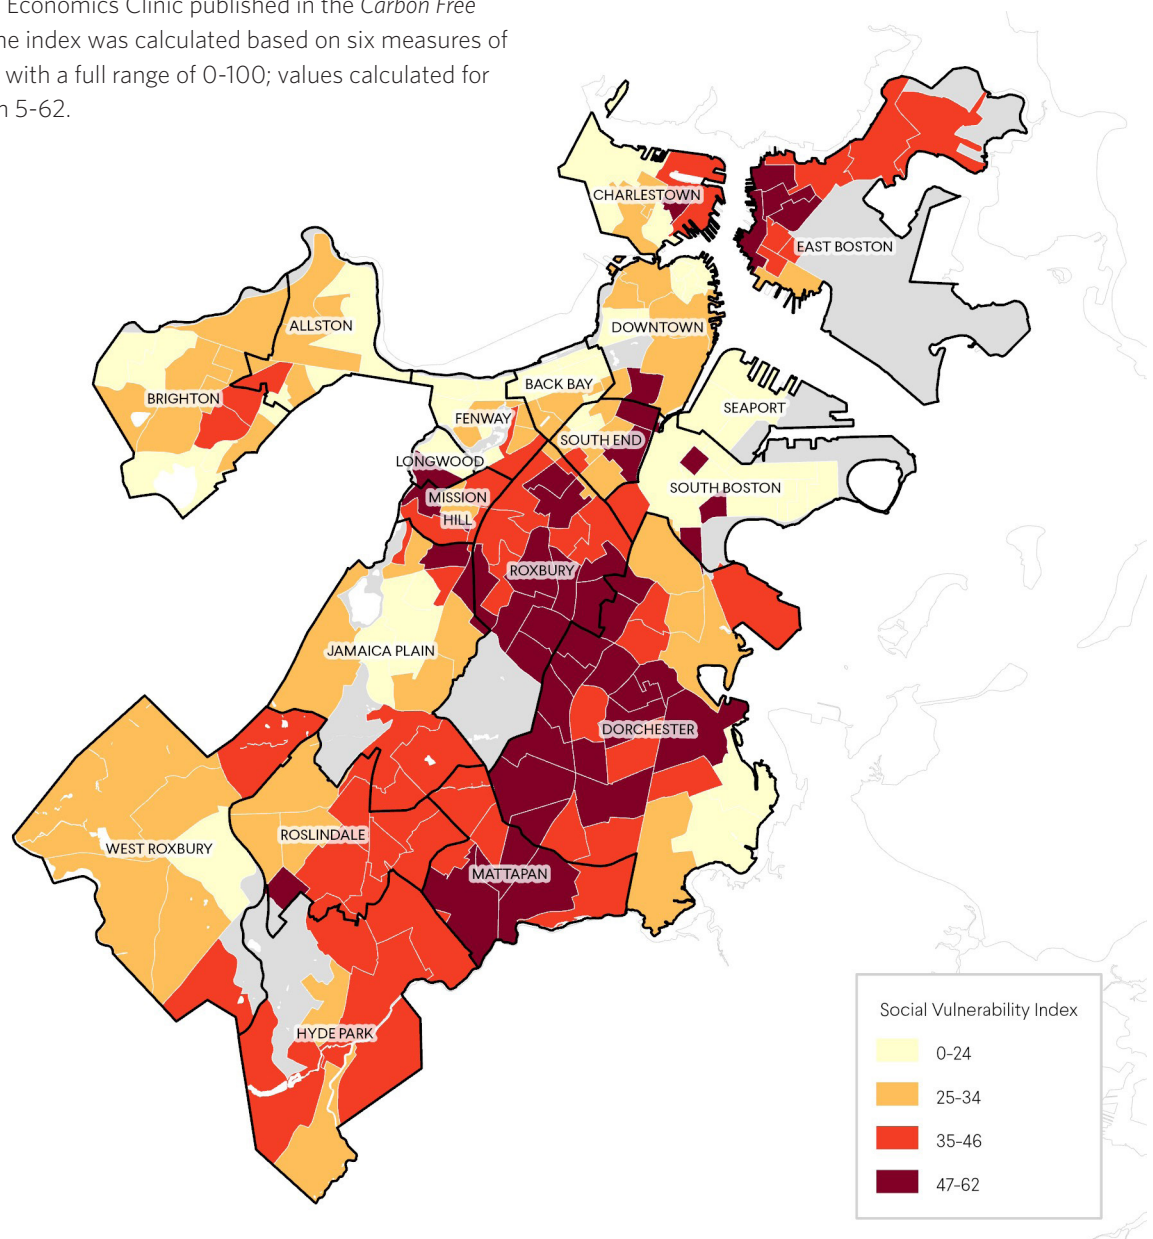 Economics Clinic published in the Carbon Free
index was calculated based on six measures of
with a full range of 0-100; values calculated for
5-62.
CHARLESTOWN
EAST BOSTON
ALLSTON
DOWNTOWN
BACK BAY
BRIGHTON
SEAPORT
FENWAY
SOUTH END
LONGWOOD
SOUTH BOSTON
MISSION
HILL
ROXBURY
JAMAICA PLAIN
DORCHESTER
ROSLINDALE
WEST ROXBURY
MATTAPAN
HYDE PARK
Social Vulnerability Index
0-24
25-34
35-46
47-62